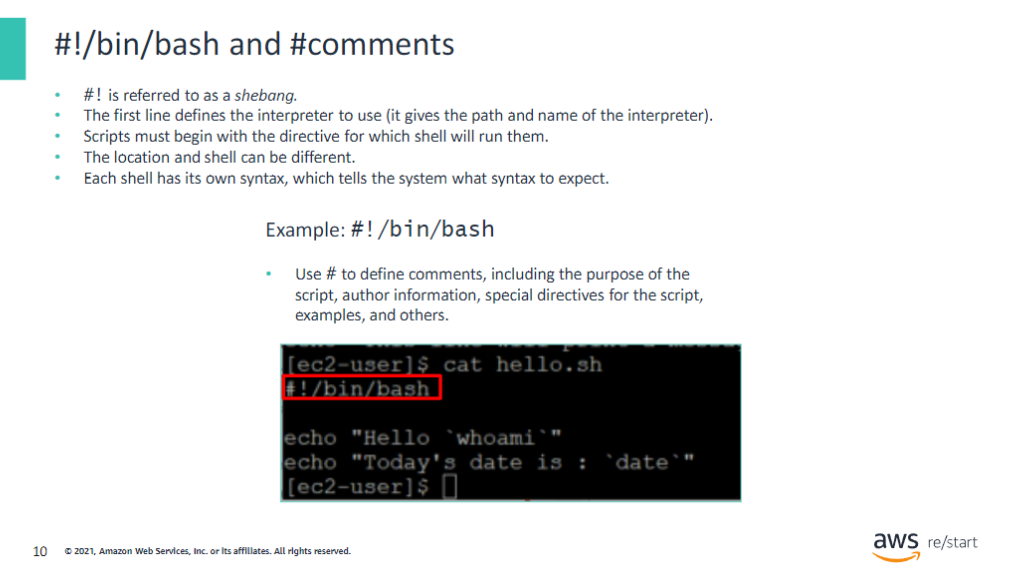 #!/bin/bash and #comments
• #! is referred to as a shebang.
• The first line defines the interpreter to use (it gives the path and name of the interpreter).
• Scripts must begin with the directive for which shell will run them.
• The location and shell can be different.
• Each shell has its own syntax, which tells the system what syntax to expect.
Example: #!/bin/bash
• Use # to define comments, including the purpose of the
script, author information, special directives for the script,
examples, and others.
[ec2-user]$ cat hello.sh
#!/bin/bash
echo "Hello `whoami`"
echo "Today's date is : `date`"
[ec2-user]$
10 © 2021, Amazon Web Services, Inc. or its affiliates. All rights reserved.
aws re/start